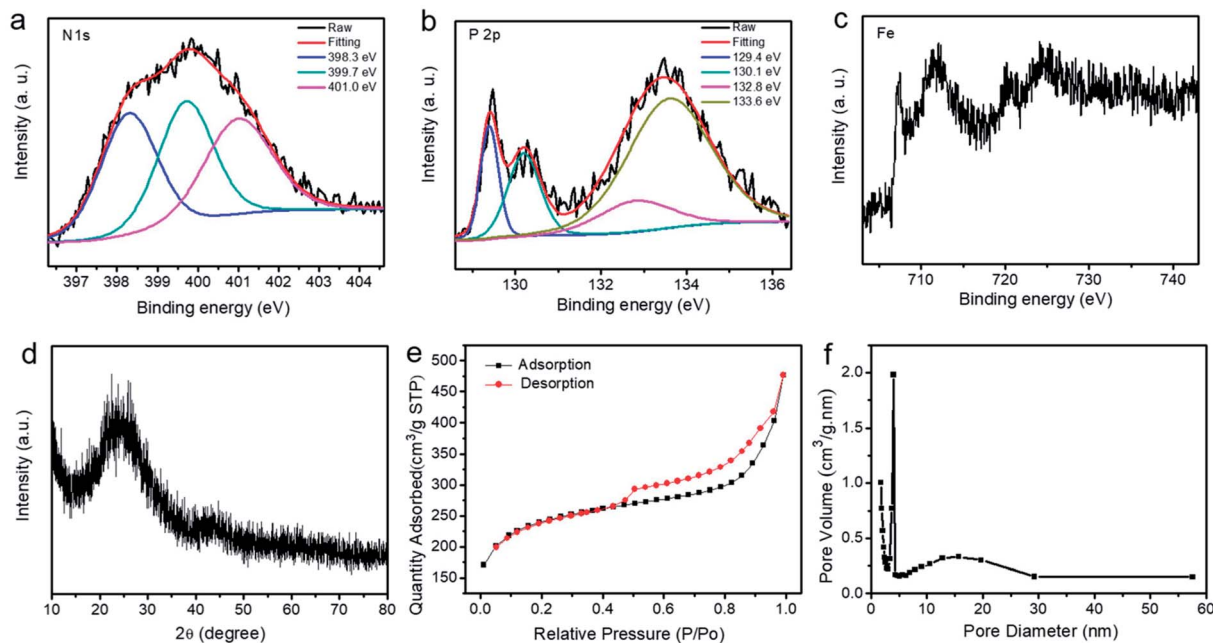 a
N1s
Raw
Fitting
398.3 eV
399.7 eV
401.0 eV
Intensity (a. u.)
397 398 399 400 401 402 403 404
Binding energy (eV)
b
P 2p
Raw
Fitting
129.4 eV
130.1 eV
132.8 eV
133.6 eV
Intensity (a. u.)
130 132 134 136
Binding energy (eV)
c
Fe
Intensity (a. u.)
710 720 730 740
Binding energy (eV)
d
Intensity (a.u.)
10 20 30 40 50 60 70 80
2θ (degree)
e
Adsorption
Desorption
Quantity Adsorbed(cm³/g STP)
500
450
400
350
300
250
200
150
0.0 0.2 0.4 0.6 0.8 1.0
Relative Pressure (P/Po)
f
Pore Volume (cm³/g.nm)
2.0
1.5
1.0
0.5
0.0
0 10 20 30 40 50 60
Pore Diameter (nm)